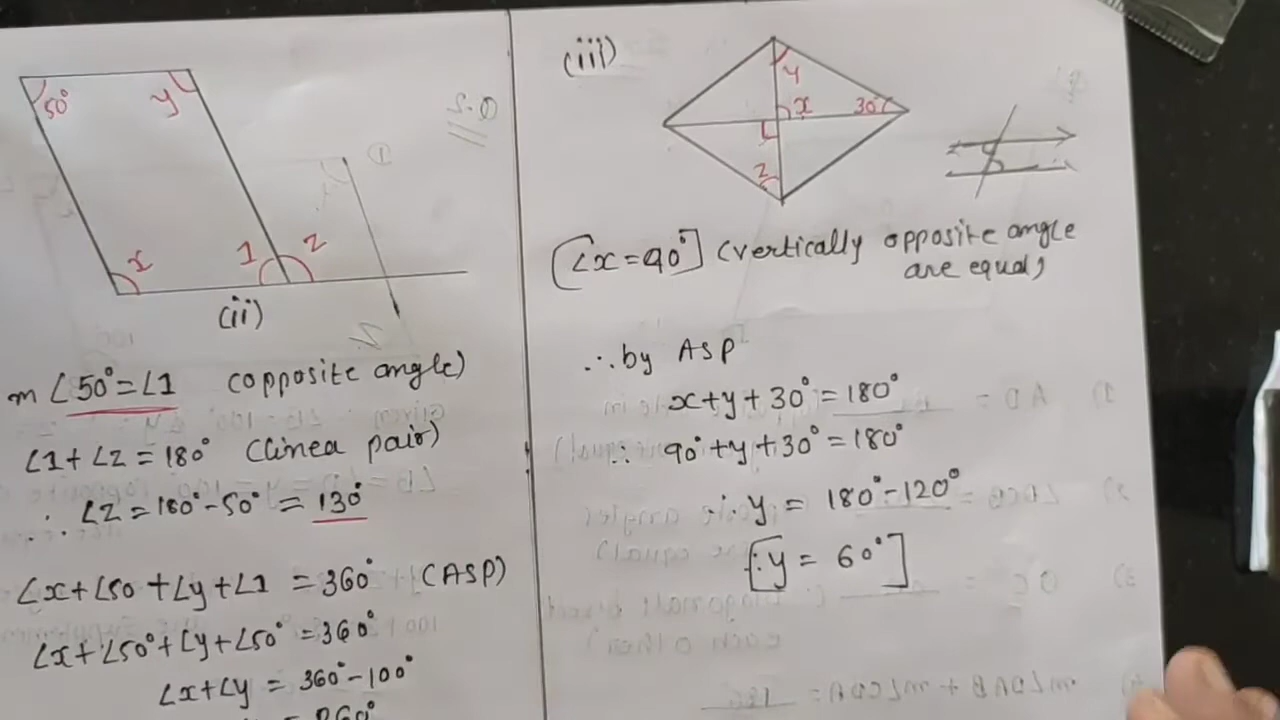 50°
y
x
1
2
(ii)
m∠50°=∠1 (opposite angle)
∠1+∠2=180° (Linea pair)
∴ ∠2=180°-50° = 130°
∠x+∠50+∠y+∠1 = 360° (ASP)
∠x+∠50°+∠y+∠50° = 360°
∠x+∠y = 360°-100°
(iii)
y
x
30°
z
[∠x=90°] (vertically opposite angle
are equal)
∴by ASP
x+y+30°=180°
∴ 90°+y+30°=180°
∴y = 180°-120°
[∴y = 60°]